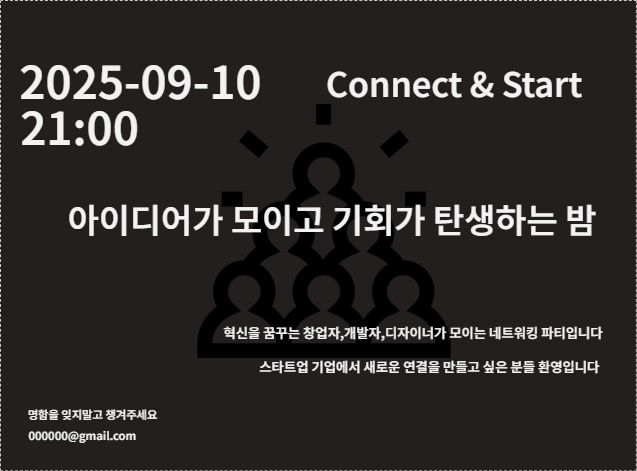 2025-09-10
21:00
Connect & Start
아이디어가 모이고 기회가 탄생하는 밤
혁신을 꿈꾸는 창업자,개발자,디자이너가 모이는 네트워킹 파티입니다
스타트업 기업에서 새로운 연결을 만들고 싶은 분들 환영입니다
명함을 잊지말고 챙겨주세요
000000@gmail.com